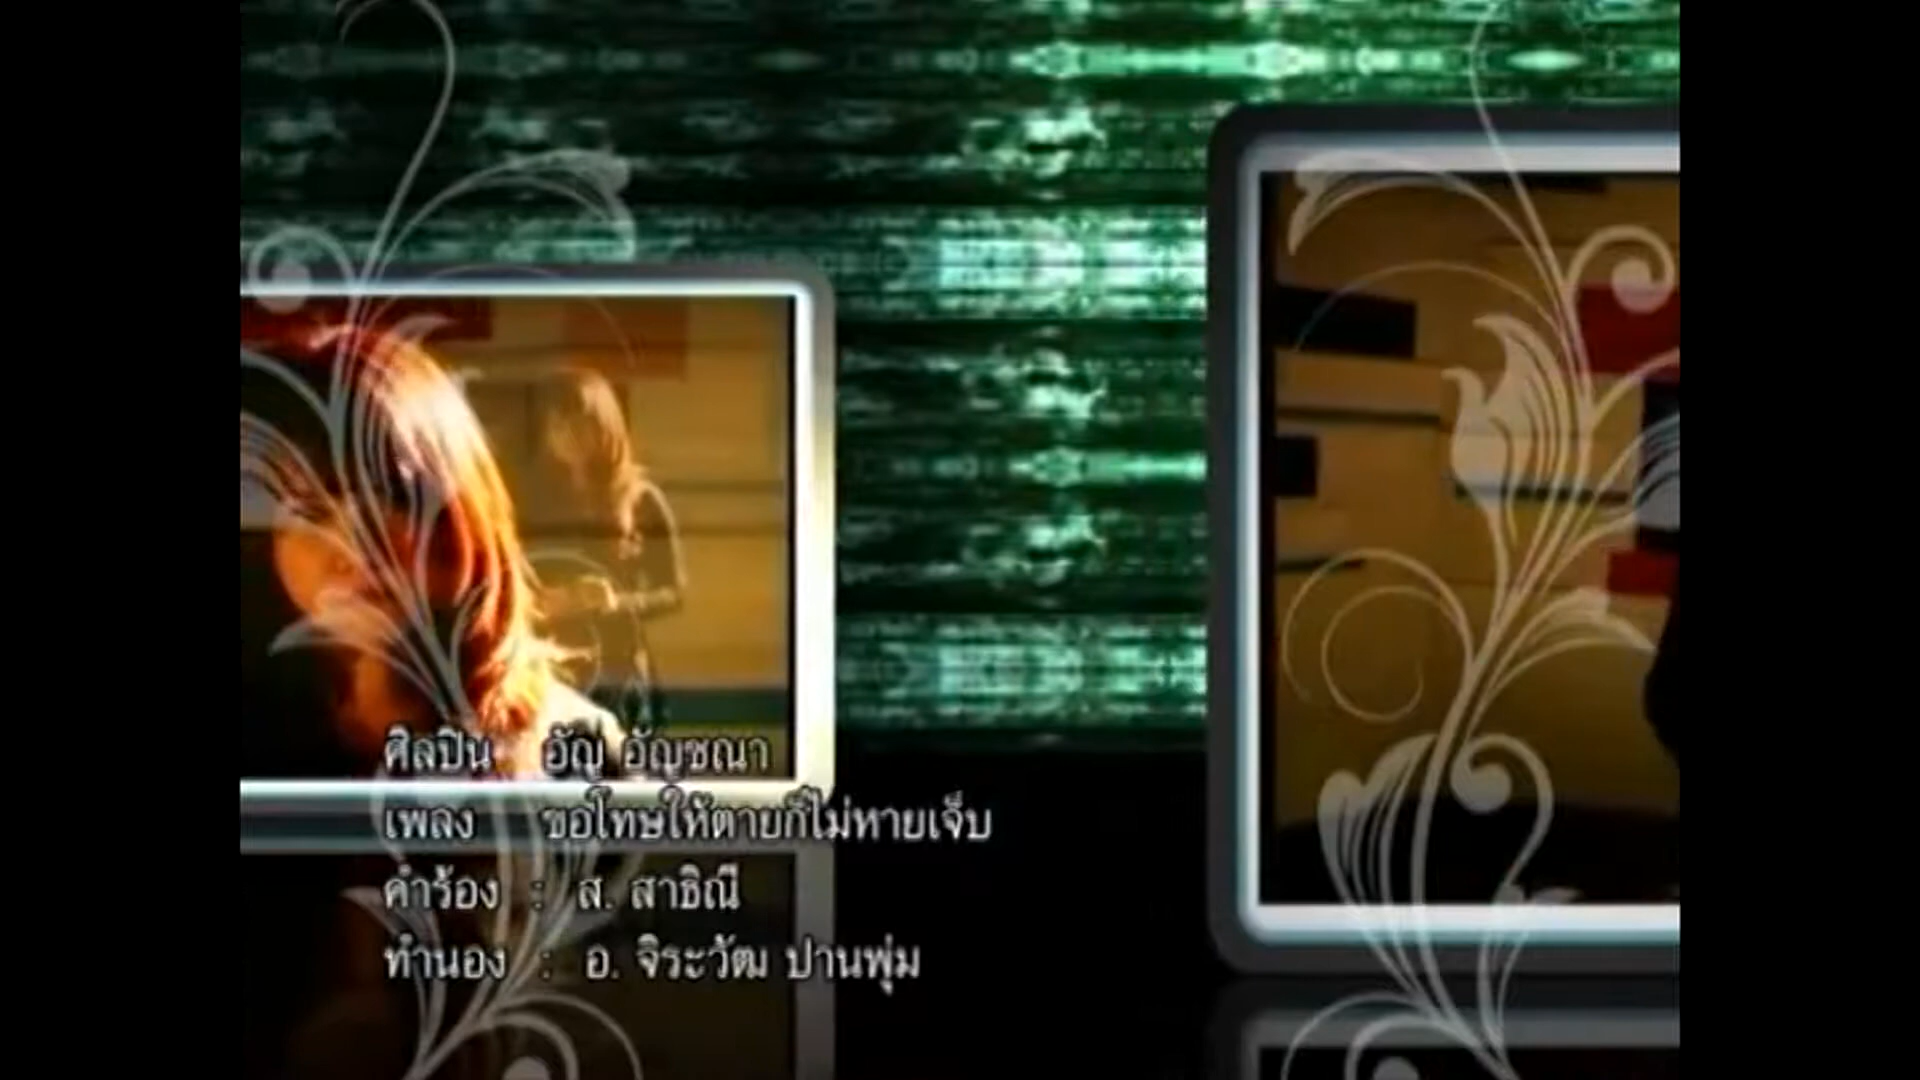 ศิลปิน อัญ อัญชณา
เพลง ขอโทษให้ตายก็ไม่หายเจ็บ
คำร้อง : ส. สาธิณี
ทำนอง : อ. จิระวัฒ ปานพุ่ม